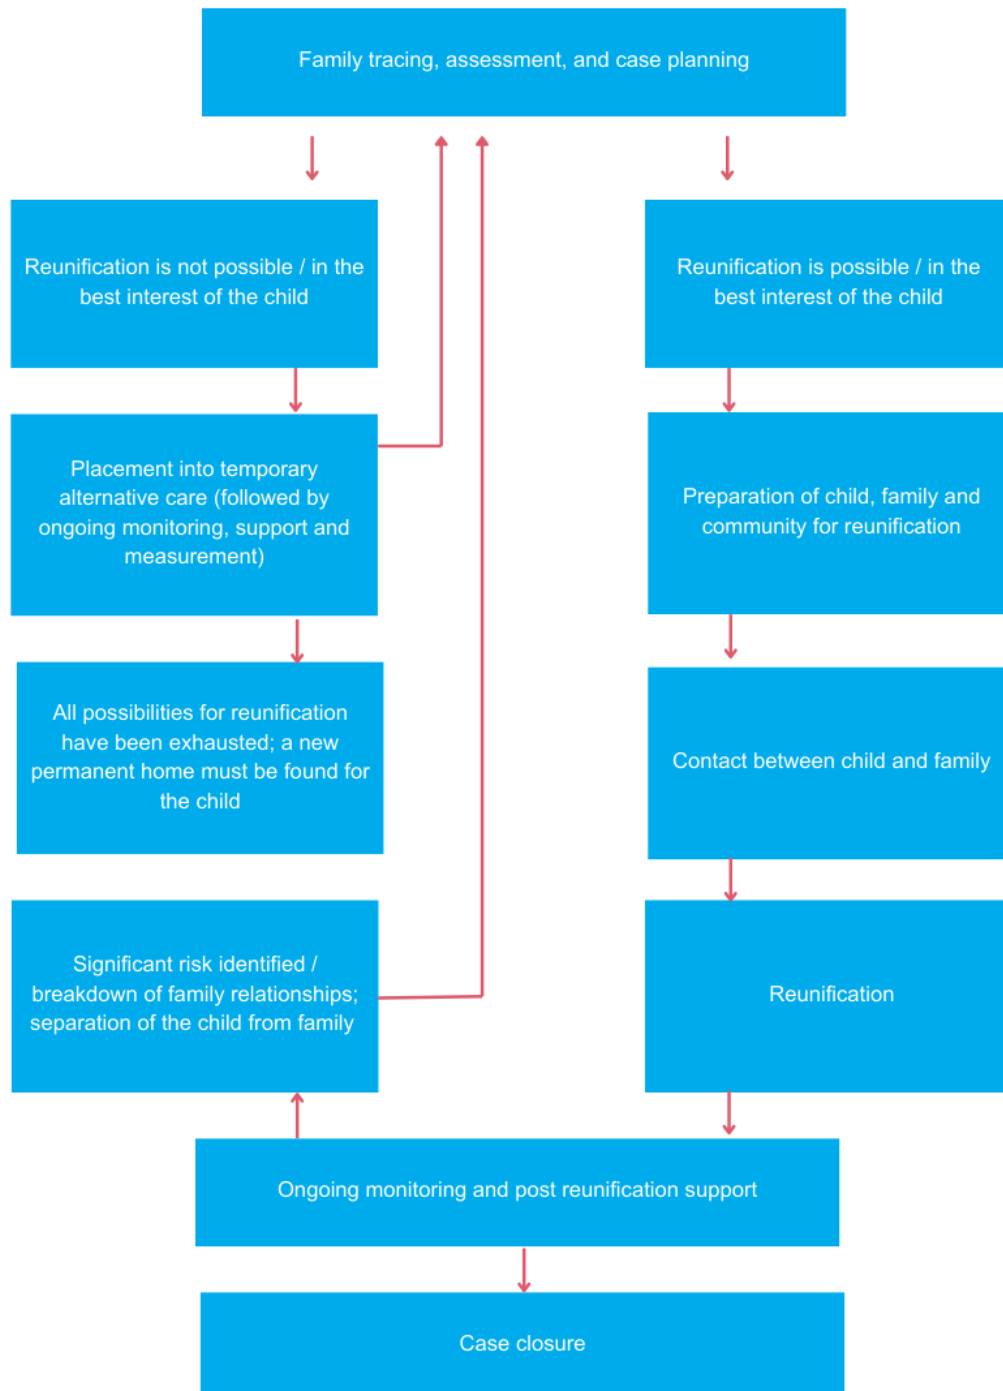 Family tracing, assessment, and case planning
Reunification is not possible / in the
best interest of the child
Reunification is possible / in the
best interest of the child
Placement into temporary
alternative care (followed by
ongoing monitoring, support and
measurement)
Preparation of child, family and
community for reunification
All possibilities for reunification
have been exhausted; a new
permanent home must be found for
the child
Contact between child and family
Significant risk identified /
breakdown of family relationships;
separation of the child from family
Reunification
Ongoing monitoring and post reunification support
Case closure